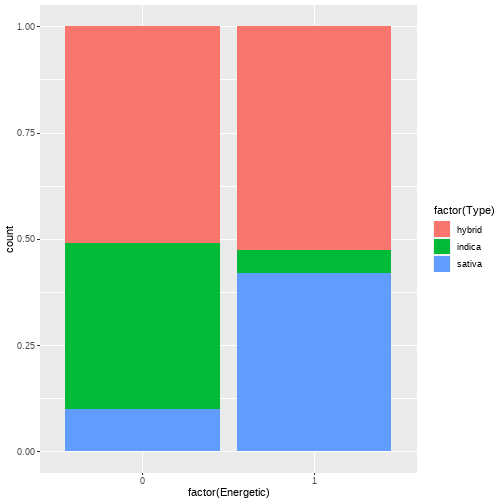 1.00
0.75
0.50
0.25
0.00
count
0
1
factor(Energetic)
factor(Type)
hybrid
indica
sativa